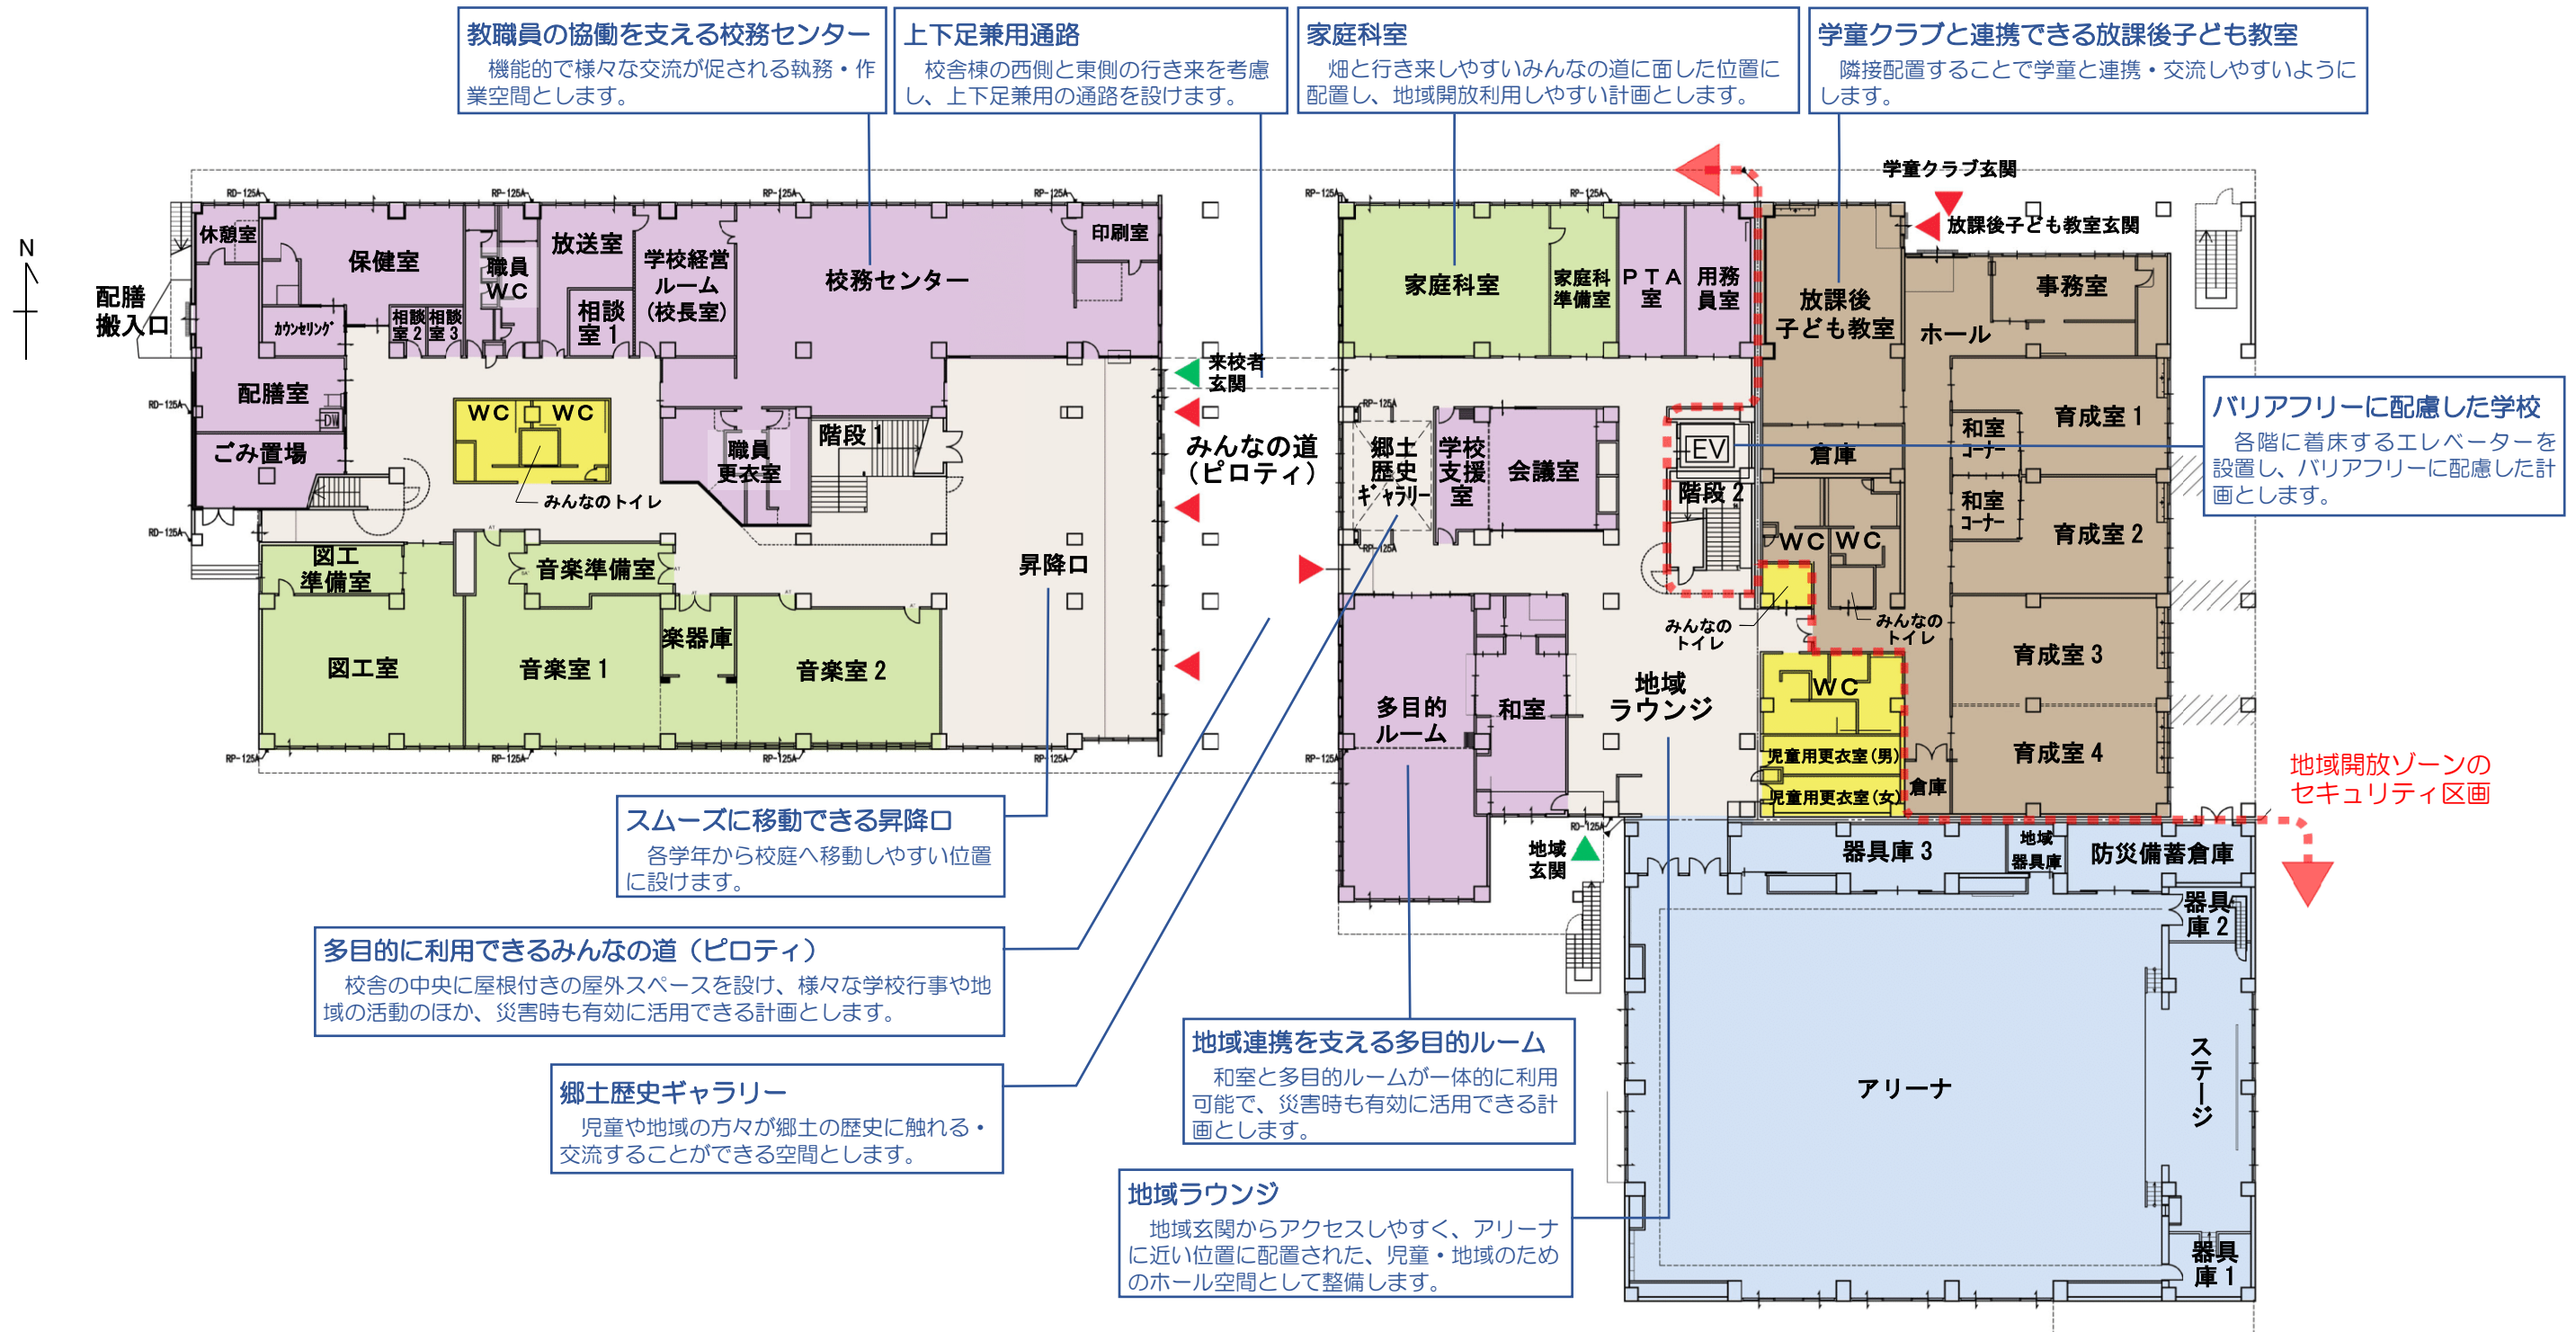 教職員の協働を支える校務センター
機能的で様々な交流が促される執務・作
業空間とします。
上下足兼用通路
校舎棟の西側と東側の行き来を考慮
し、上下足兼用の通路を設けます。
家庭科室
畑と行き来しやすいみんなの道に面した位置に
配置し、地域開放利用しやすい計画とします。
学童クラブと連携できる放課後子ども教室
隣接配置することで学童と連携・交流しやすいように
します。
学童クラブ玄関
放課後子ども教室玄関
N
RD-125A
RP-125A
RP-125A
RP-125A
RP-125A
RP-125A
休憩室
保健室
職員
WC
放送室
学校経営
ルーム
(校長室)
校務センター
印刷室
配膳
搬入口
カウンセリング
相談
室2
相談
室3
相談
室1
配膳室
DW
RD-125A
ごみ置場
RD-125A
WC
WC
みんなのトイレ
職員
更衣室
階段1
来校者
玄関
みんなの道
(ピロティ)
昇降口
図工
準備室
音楽準備室
図工室
音楽室1
楽器庫
音楽室2
RP-125A
RP-125A
RP-125A
RP-125A
家庭科室
家庭科
準備室
PTA
室
用務
員室
放課後
子ども教室
ホール
事務室
RP-125A
郷土
歴史
ギャラリー
RP-125A
学校
支援
室
会議室
EV
階段2
倉庫
和室
コーナー
育成室1
和室
コーナー
育成室2
WC
WC
みんなの
トイレ
みんなの
トイレ
育成室3
育成室4
多目的
ルーム
和室
地域
ラウンジ
WC
児童用更衣室(男)
児童用更衣室(女)
倉庫
RP-125A
RD-125A
地域
玄関
バリアフリーに配慮した学校
各階に着床するエレベーターを
設置し、バリアフリーに配慮した計
画とします。
地域開放ゾーンの
セキュリティ区画
器具庫3
地域
器具庫
防災備蓄倉庫
器具
庫2
アリーナ
ステージ
器具
庫1
スムーズに移動できる昇降口
各学年から校庭へ移動しやすい位置
に設けます。
多目的に利用できるみんなの道(ピロティ)
校舎の中央に屋根付きの屋外スペースを設け、様々な学校行事や地
域の活動のほか、災害時も有効に活用できる計画とします。
郷土歴史ギャラリー
児童や地域の方々が郷土の歴史に触れる・
交流することができる空間とします。
地域連携を支える多目的ルーム
和室と多目的ルームが一体的に利用
可能で、災害時も有効に活用できる計
画とします。
地域ラウンジ
地域玄関からアクセスしやすく、アリーナ
に近い位置に配置された、児童・地域のため
のホール空間として整備します。